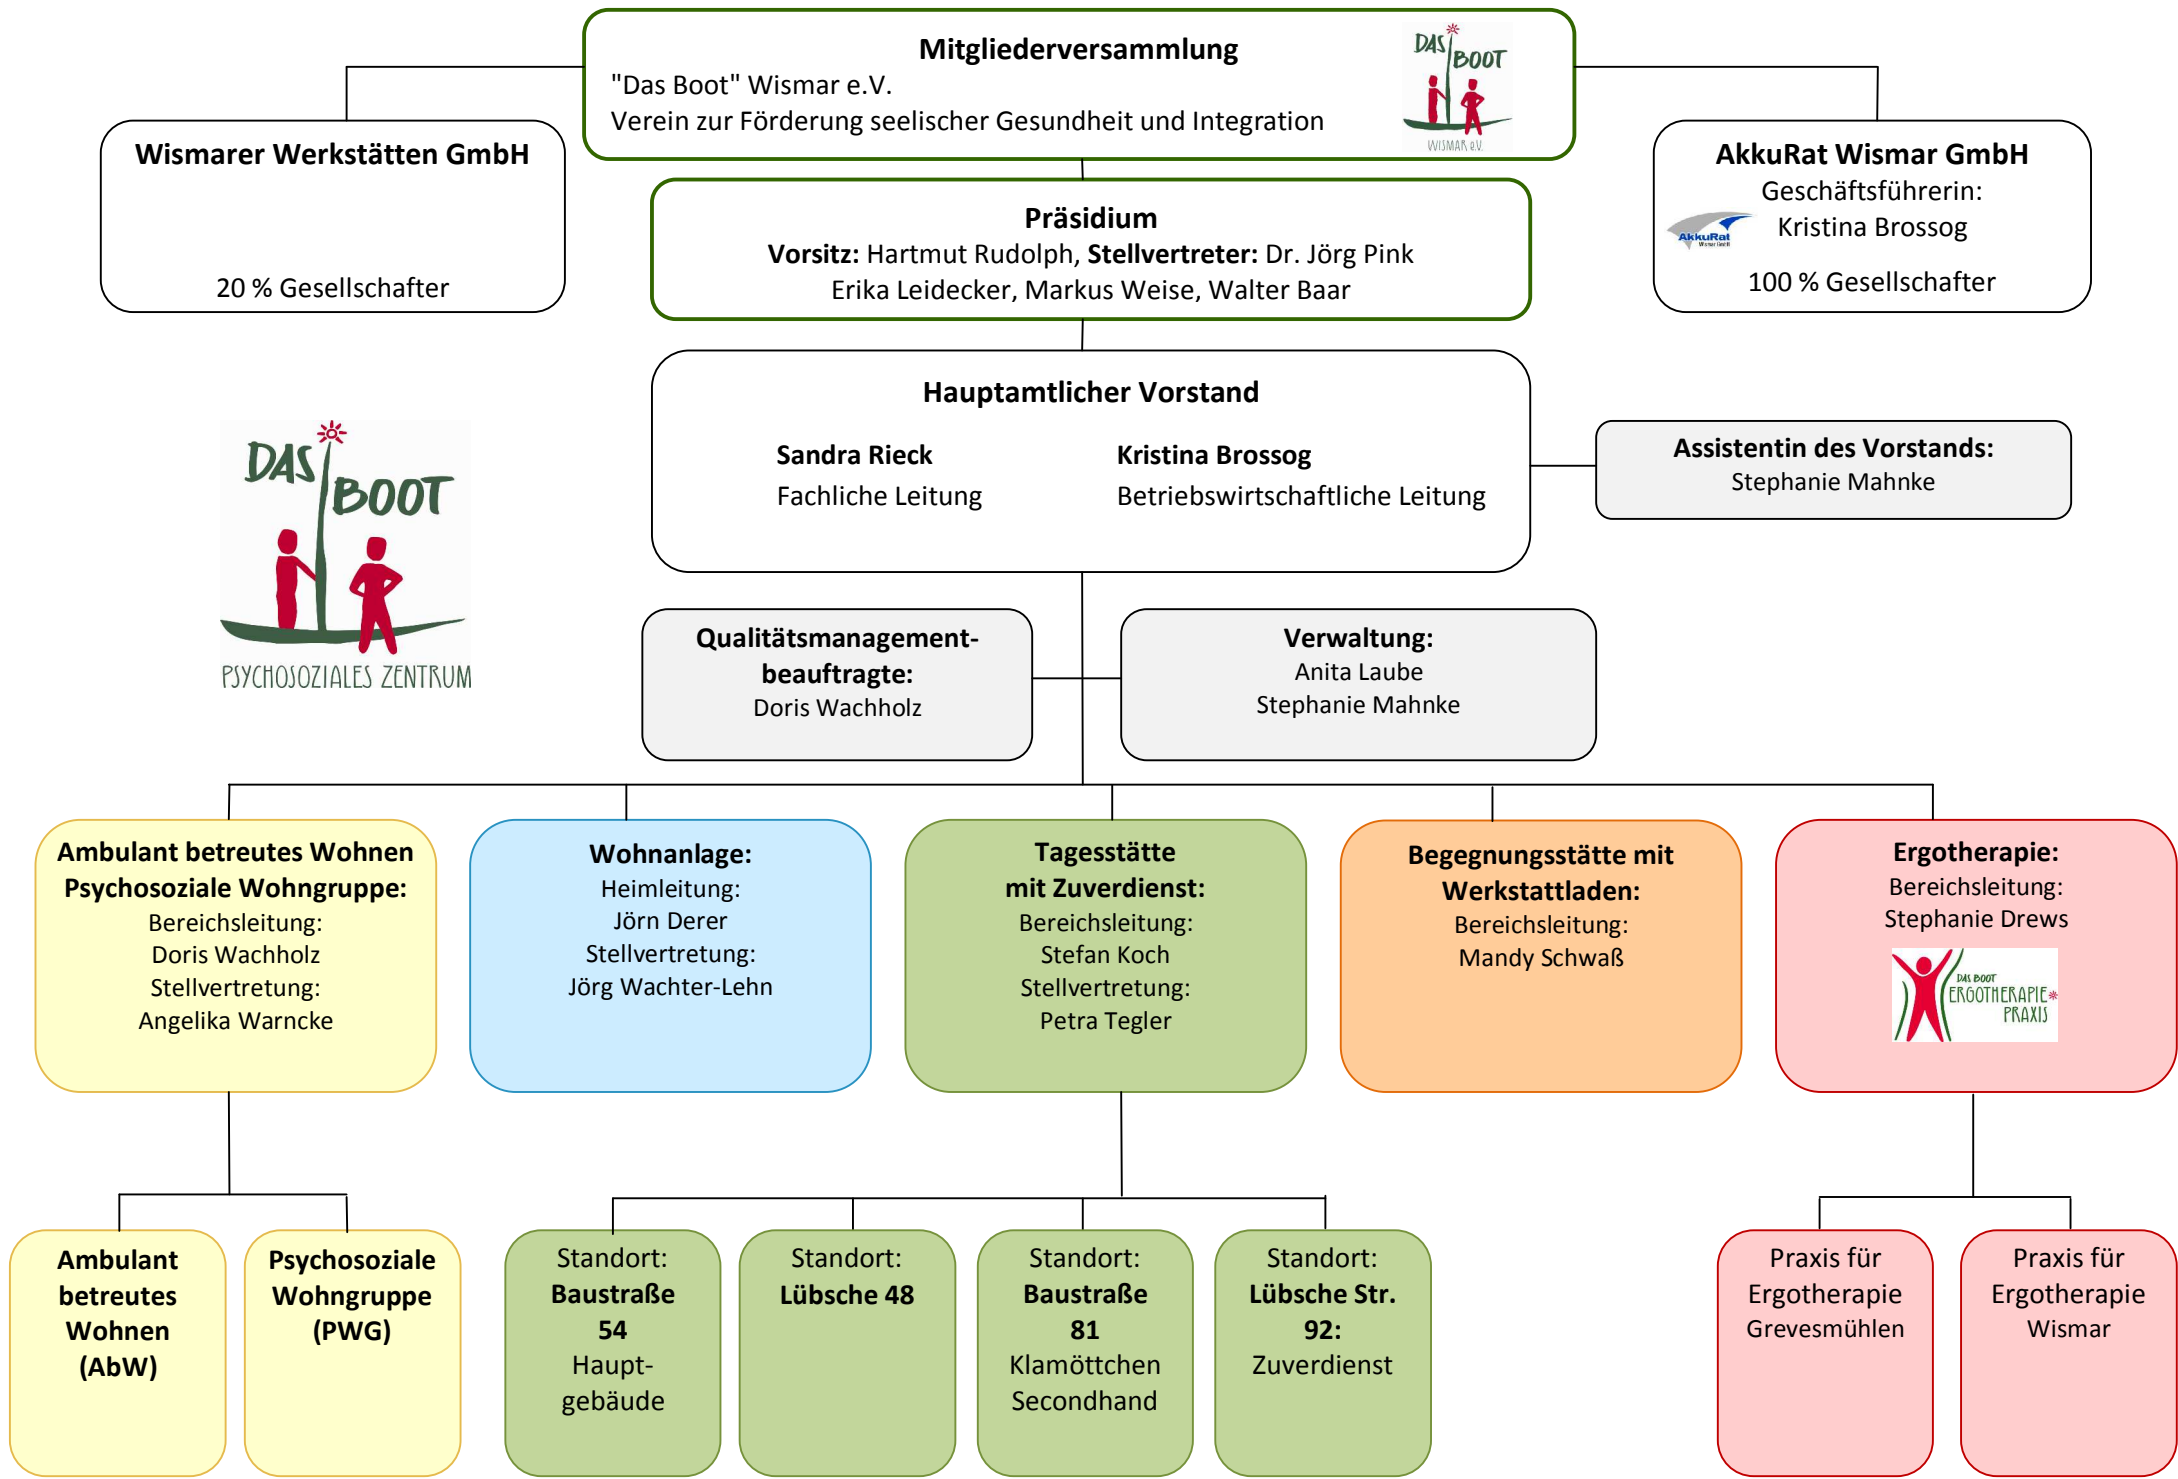 Mitgliederversammlung
"Das Boot" Wismar e.V.
Verein zur Förderung seelischer Gesundheit und Integration
DAS BOOT
WISMAR e.V.
Wismarer Werkstätten GmbH
20 % Gesellschafter
AkkuRat Wismar GmbH
Geschäftsführerin:
Kristina Brossog
AkkuRat
Wismar GmbH
100 % Gesellschafter
Präsidium
Vorsitz: Hartmut Rudolph, Stellvertreter: Dr. Jörg Pink
Erika Leidecker, Markus Weise, Walter Baar
Hauptamtlicher Vorstand
Sandra Rieck
Fachliche Leitung
Kristina Brossog
Betriebswirtschaftliche Leitung
Assistentin des Vorstands:
Stephanie Mahnke
DAS
BOOT
PSYCHOSOZIALES ZENTRUM
Qualitätsmanagement-
beauftragte:
Doris Wachholz
Verwaltung:
Anita Laube
Stephanie Mahnke
Ambulant betreutes Wohnen
Psychosoziale Wohngruppe:
Bereichsleitung:
Doris Wachholz
Stellvertretung:
Angelika Warncke
Wohnanlage:
Heimleitung:
Jörn Derer
Stellvertretung:
Jörg Wachter-Lehn
Tagesstätte
mit Zuverdienst:
Bereichsleitung:
Stefan Koch
Stellvertretung:
Petra Tegler
Begegnungsstätte mit
Werkstattladen:
Bereichsleitung:
Mandy Schwaß
Ergotherapie:
Bereichsleitung:
Stephanie Drews
DAS BOOT
ERGOTHERAPIE
PRAXIS
Ambulant
betreutes
Wohnen
(AbW)
Psychosoziale
Wohngruppe
(PWG)
Standort:
Baustraße
54
Haupt-
gebäude
Standort:
Lübsche 48
Standort:
Baustraße
81
Klamöttchen
Secondhand
Standort:
Lübsche Str.
92:
Zuverdienst
Praxis für
Ergotherapie
Grevesmühlen
Praxis für
Ergotherapie
Wismar